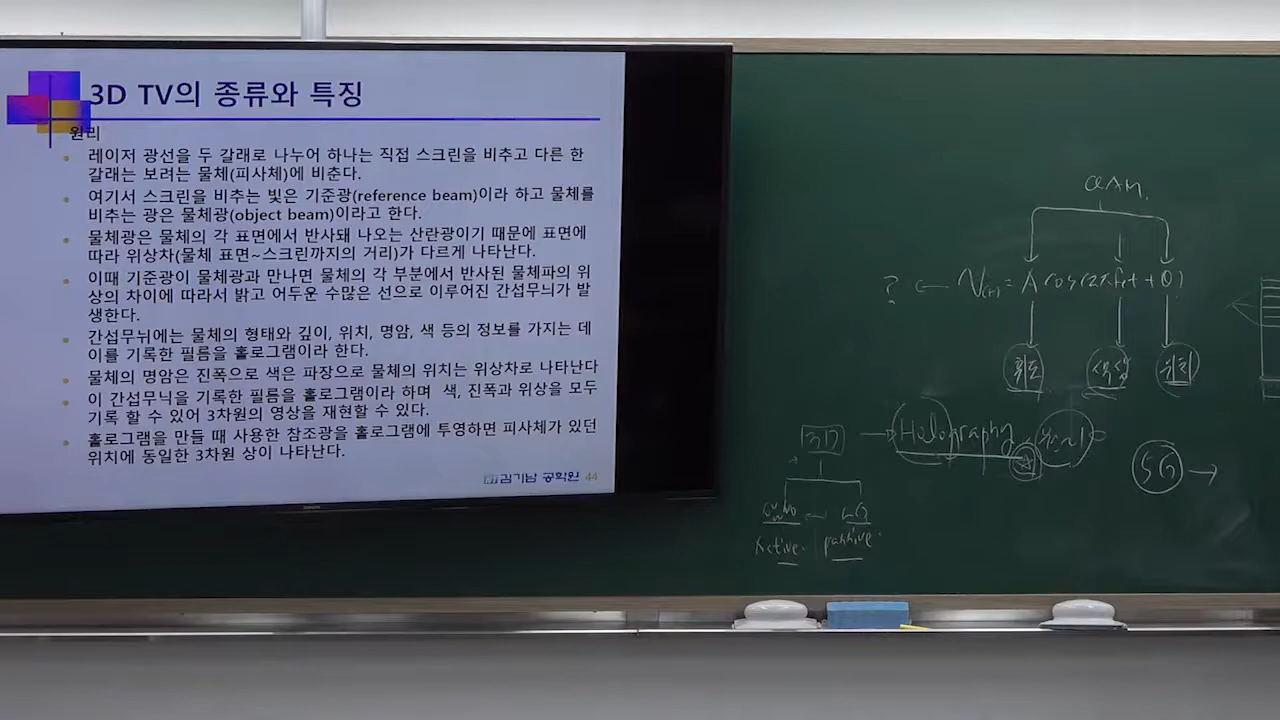 3D TV의 종류와 특징
원리
레이저 광선을 두 갈래로 나누어 하나는 직접 스크린을 비추고 다른 한
갈래는 보려는 물체(피사체)에 비춘다.
여기서 스크린을 비추는 빛은 기준광(reference beam)이라 하고 물체를
비추는 광은 물체광(object beam)이라고 한다.
물체광은 물체의 각 표면에서 반사돼 나오는 산란광이기 때문에 표면에
따라 위상차(물체 표면~스크린까지의 거리)가 다르게 나타난다.
이때 기준광이 물체광과 만나면 물체의 각 부분에서 반사된 물체파의 위
상의 차이에 따라서 밝고 어두운 수많은 선으로 이루어진 간섭무늬가 발
생한다.
간섭무뉘에는 물체의 형태와 깊이, 위치, 명암, 색 등의 정보를 가지는 데
이를 기록한 필름을 홀로그램이라 한다.
물체의 명암은 진폭으로 색은 파장으로 물체의 위치는 위상차로 나타난다
이 간섭무늭을 기록한 필름을 홀로그램이라 하며 색, 진폭과 위상을 모두
기록 할 수 있어 3차원의 영상을 재현할 수 있다.
홀로그램을 만들 때 사용한 참조광을 홀로그램에 투영하면 피사체가 있던
위치에 동일한 3차원 상이 나타난다.
김기남 공학원 44
QAM
? ← V(t) = A cos(2πfct + θ)
휘도 색상 위치
3D → Holography 원리
5G →
LG
Active passive